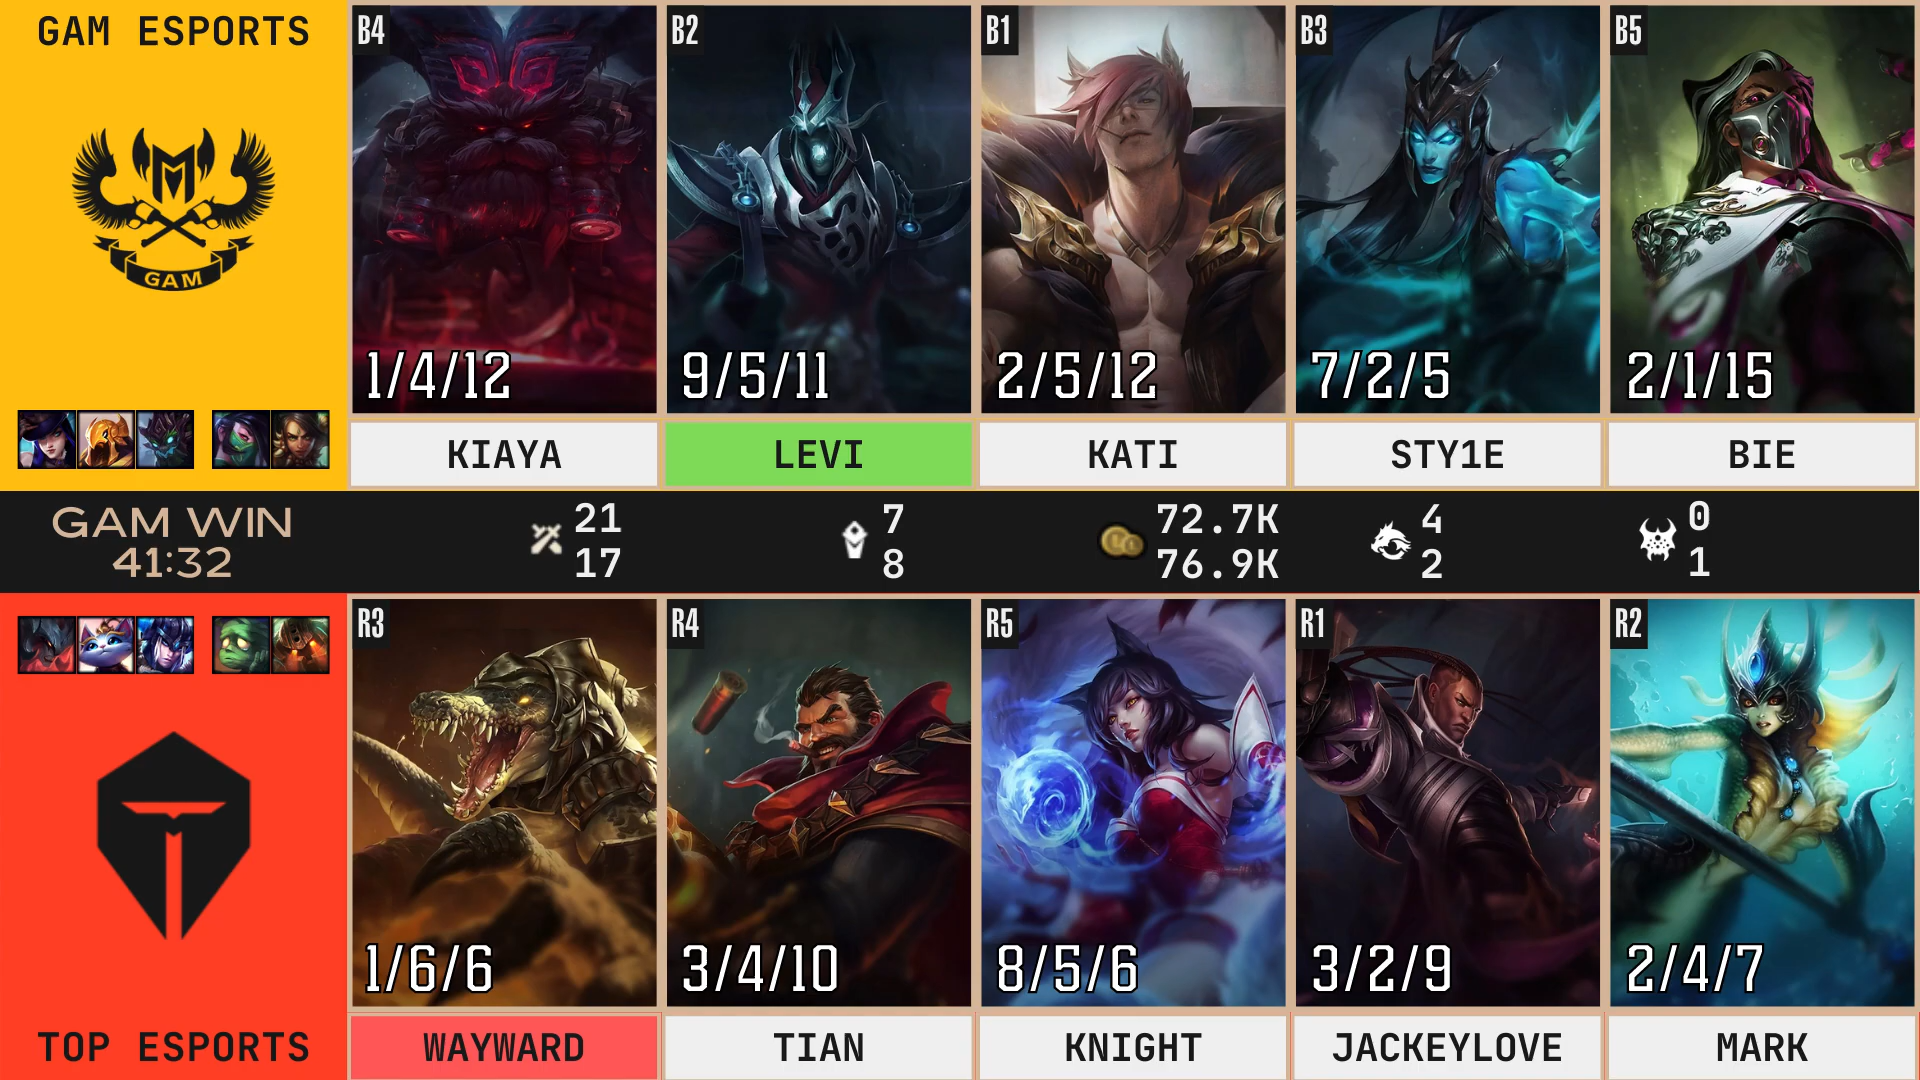 GAM ESPORTS
GAM
B4
B2
B1
B3
B5
1/4/12
9/5/11
2/5/12
7/2/5
2/1/15
KIAYA
LEVI
KATI
STY1E
BIE
GAM WIN
41:32
21
17
7
8
72.7K
76.9K
4
2
0
1
R3
R4
R5
R1
R2
1/6/6
3/4/10
8/5/6
3/2/9
2/4/7
TOP ESPORTS
WAYWARD
TIAN
KNIGHT
JACKEYLOVE
MARK